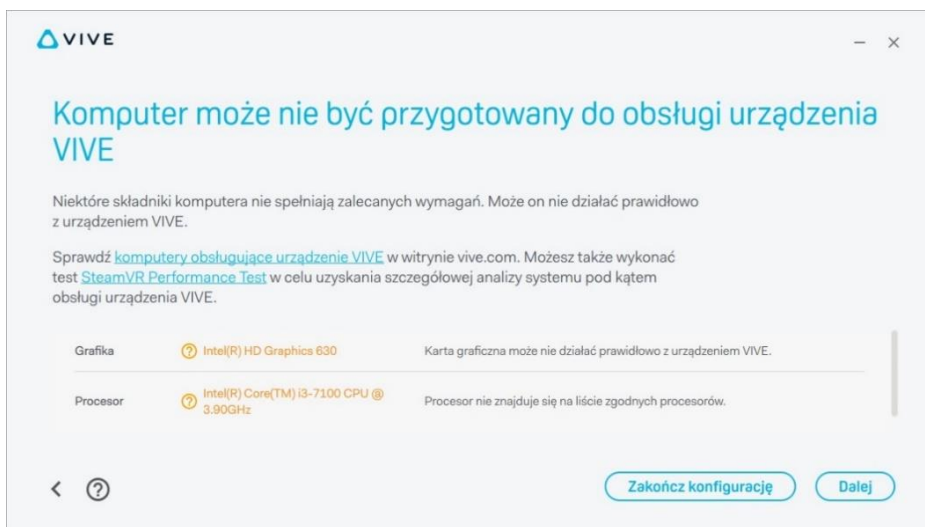 VIVE
Komputer może nie być przygotowany do obsługi urządzenia
VIVE
Niektóre składniki komputera nie spełniają zalecanych wymagań. Może on nie działać prawidłowo
z urządzeniem VIVE.
Sprawdź komputery obsługujące urządzenie VIVE w witrynie vive.com. Możesz także wykonać
test SteamVR Performance Test w celu uzyskania szczegółowej analizy systemu pod kątem
obsługi urządzenia VIVE.
Grafika Intel(R) HD Graphics 630 Karta graficzna może nie działać prawidłowo z urządzeniem VIVE.
Procesor Intel(R) Core(TM) i3-7100 CPU @
3.90GHz Procesor nie znajduje się na liście zgodnych procesorów.
Zakończ konfigurację Dalej